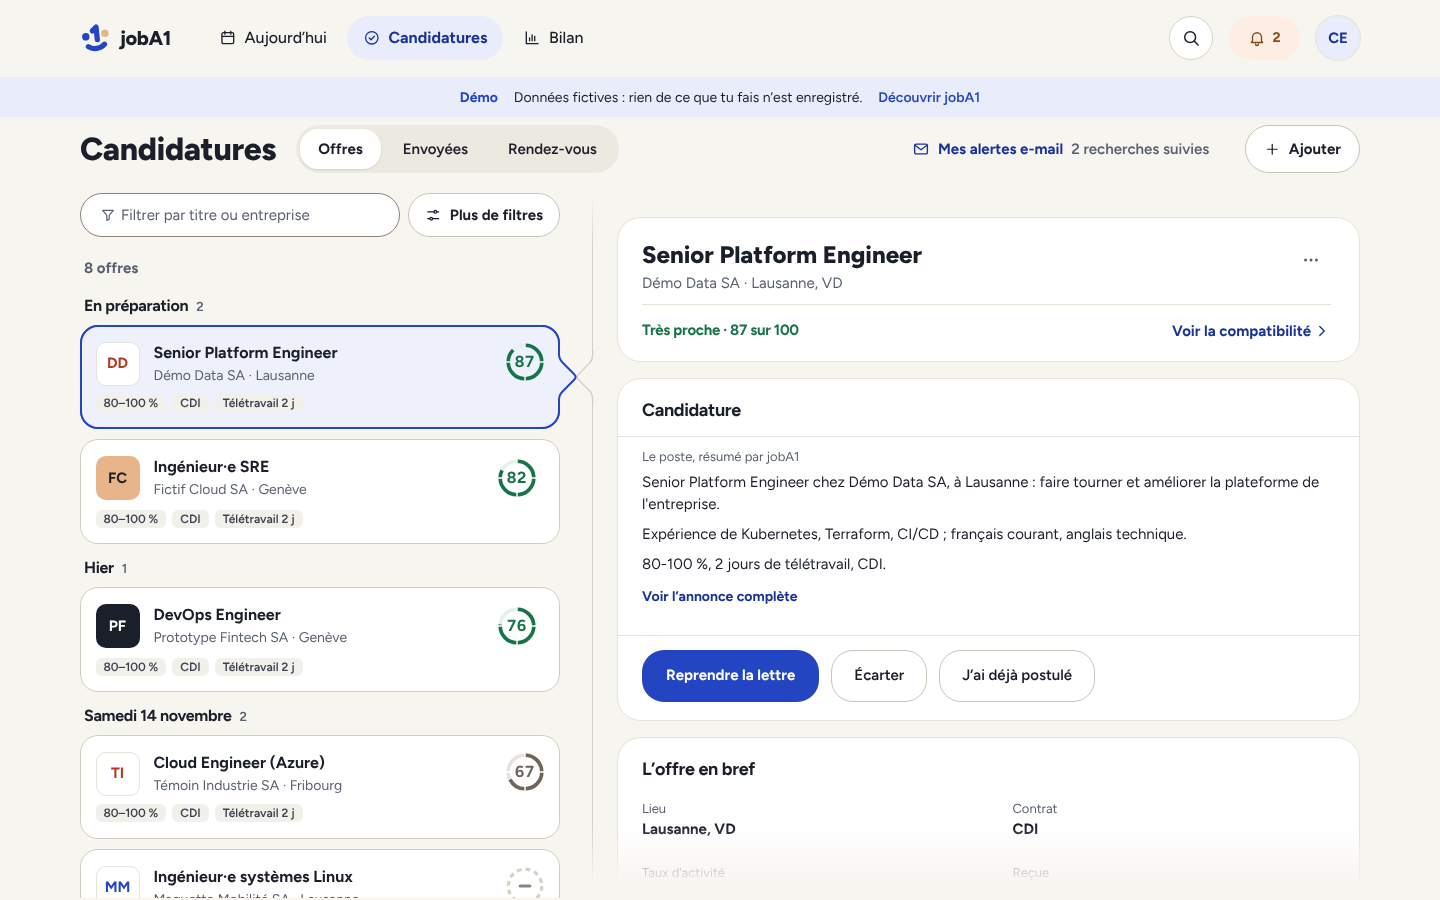 jobA1
Aujourd’hui
Candidatures
Bilan
2
CE
Démo Données fictives : rien de ce que tu fais n’est enregistré. Découvrir jobA1
Candidatures
Offres
Envoyées
Rendez-vous
Mes alertes e-mail 2 recherches suivies
Ajouter
Filtrer par titre ou entreprise
Plus de filtres
8 offres
En préparation 2
DD
Senior Platform Engineer
Démo Data SA · Lausanne
87
80–100 % CDI Télétravail 2 j
FC
Ingénieur·e SRE
Fictif Cloud SA · Genève
82
80–100 % CDI Télétravail 2 j
Hier 1
PF
DevOps Engineer
Prototype Fintech SA · Genève
76
80–100 % CDI Télétravail 2 j
Samedi 14 novembre 2
TI
Cloud Engineer (Azure)
Témoin Industrie SA · Fribourg
67
80–100 % CDI Télétravail 2 j
MM
Ingénieur·e systèmes Linux
Maquette Mobilité SA · Lausanne
Senior Platform Engineer
Démo Data SA · Lausanne, VD
Très proche · 87 sur 100
Voir la compatibilité
Candidature
Le poste, résumé par jobA1
Senior Platform Engineer chez Démo Data SA, à Lausanne : faire tourner et améliorer la plateforme de
l'entreprise.
Expérience de Kubernetes, Terraform, CI/CD ; français courant, anglais technique.
80-100 %, 2 jours de télétravail, CDI.
Voir l’annonce complète
Reprendre la lettre
Écarter
J’ai déjà postulé
L’offre en bref
Lieu
Lausanne, VD
Contrat
CDI
Taux d’activité
Reçue